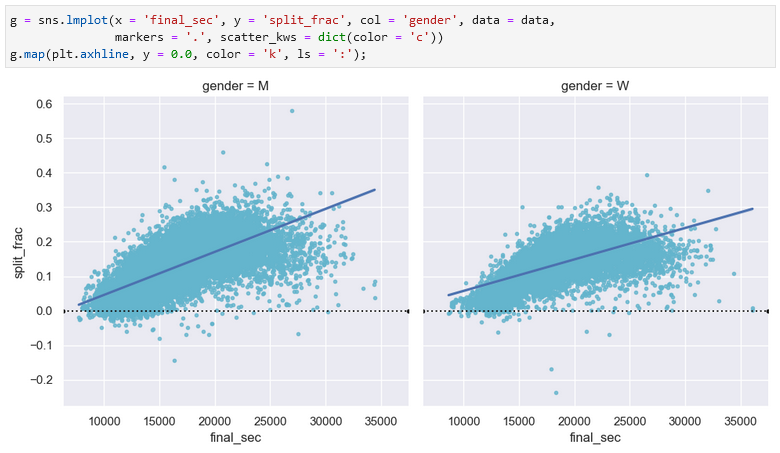 g = sns.lmplot(x = 'final_sec', y = 'split_frac', col = 'gender', data = data,
markers = '.', scatter_kws = dict(color = 'c'))
g.map(plt.axhline, y = 0.0, color = 'k', ls = ':');
gender = M
gender = W
0.6
0.5
0.4
0.3
0.2
0.1
0.0
−0.1
−0.2
split_frac
10000 15000 20000 25000 30000 35000
10000 15000 20000 25000 30000 35000
final_sec
final_sec